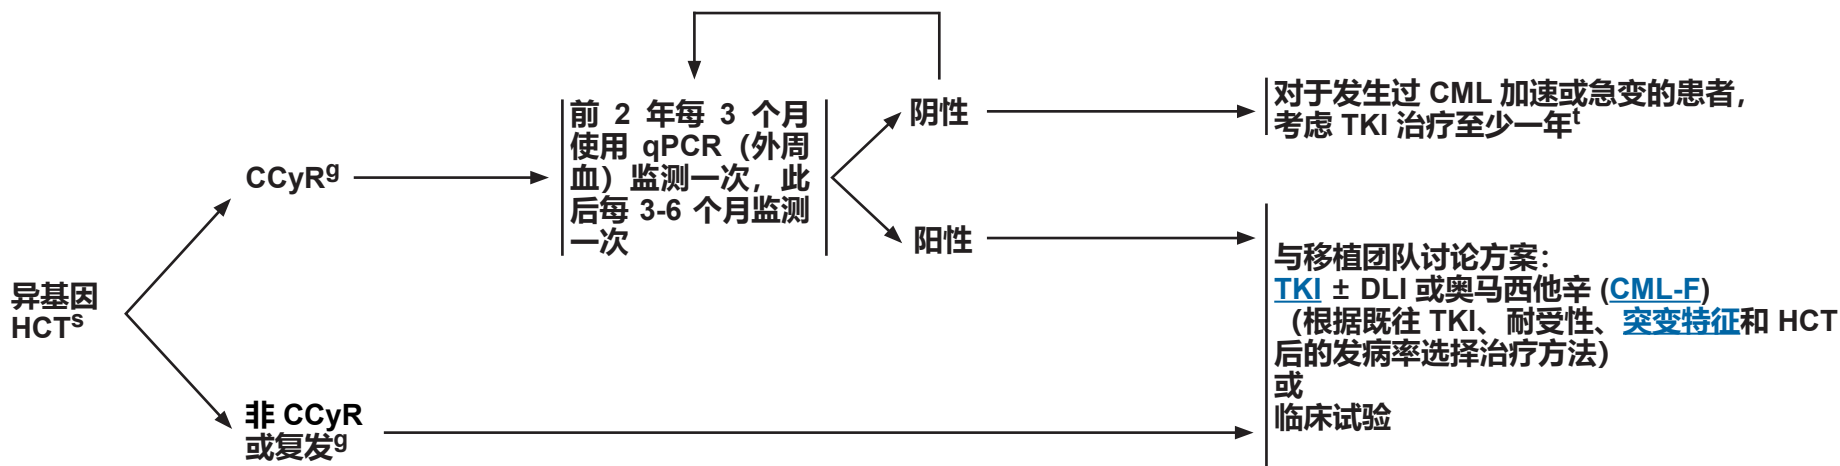 异基因
HCTs
CCyRg
非 CCyR
或复发g
前 2 年每 3 个月
使用 qPCR（外周
血）监测一次，此
后每 3-6 个月监测
一次
阴性
阳性
对于发生过 CML 加速或急变的患者，
考虑 TKI 治疗至少一年t
与移植团队讨论方案：
TKI ± DLI 或奥马西他辛 (CML-F)
（根据既往 TKI、耐受性、突变特征和 HCT
后的发病率选择治疗方法）
或
临床试验